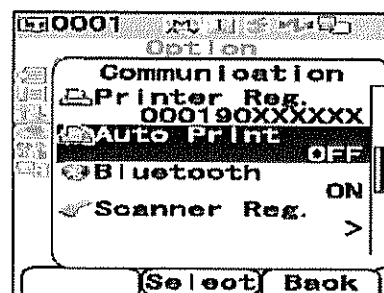 0001
Option
Communication
Printer Reg.
000190XXXXXX
Auto Print
OFF
Bluetooth
ON
Scanner Reg.
>
Select Back